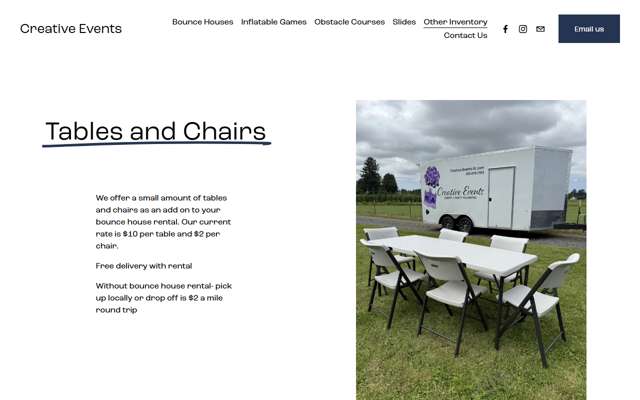 Creative Events
Bounce Houses Inflatable Games Obstacle Courses Slides Other Inventory
Contact Us
Email us
Tables and Chairs
We offer a small amount of tables
and chairs as an add on to your
bounce house rental. Our current
rate is $10 per table and $2 per
chair.
Free delivery with rental
Without bounce house rental- pick
up locally or drop off is $2 a mile
round trip
Creative Events